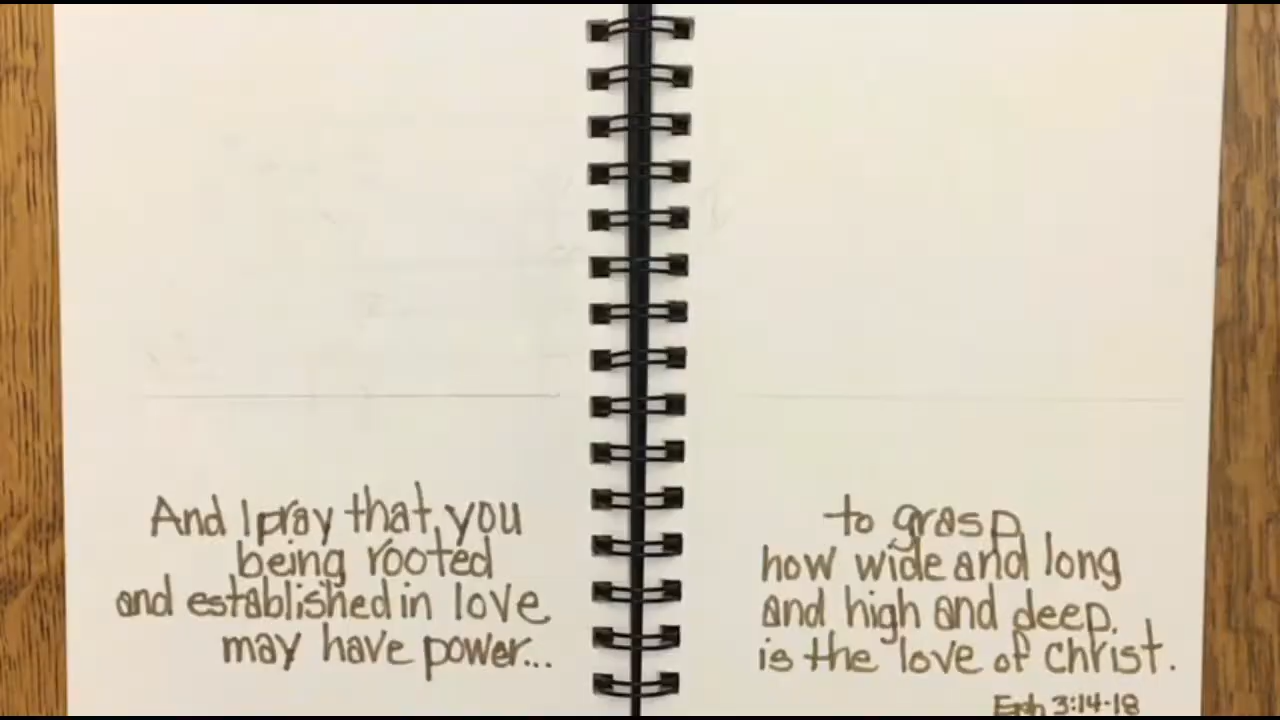 And I pray that, you
being rooted
and established in love
may have power...
to grasp
how wide and long
and high and deep.
is the love of Christ.
Eph 3:14-18